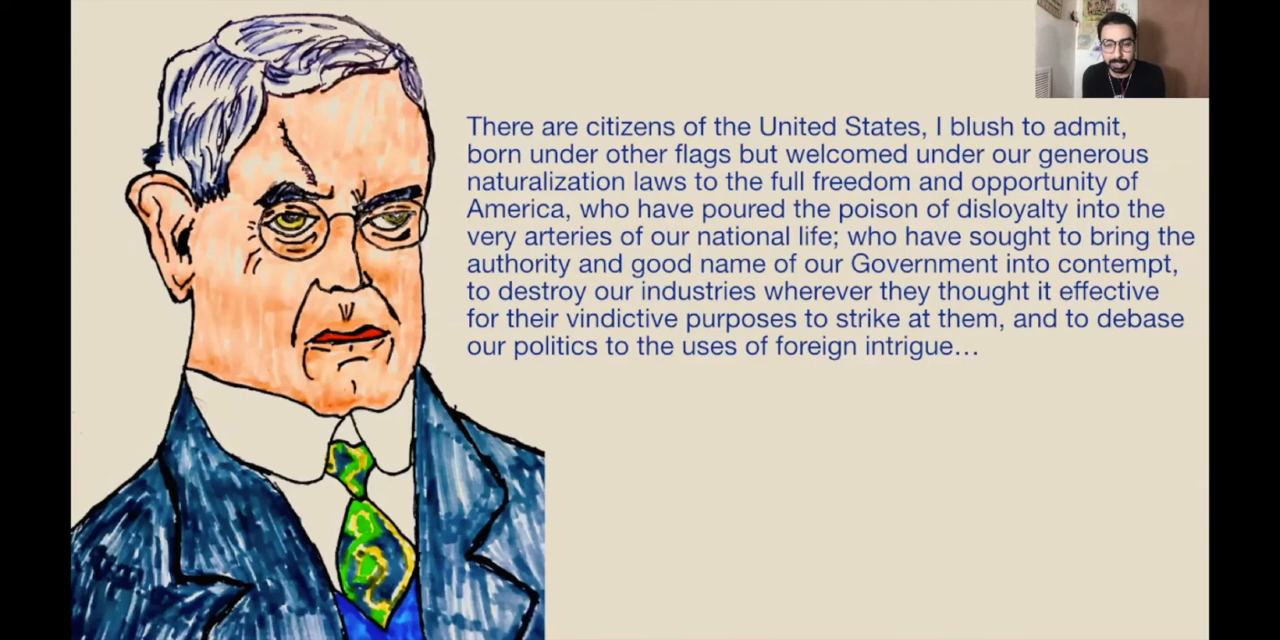 There are citizens of the United States, I blush to admit,
born under other flags but welcomed under our generous
naturalization laws to the full freedom and opportunity of
America, who have poured the poison of disloyalty into the
very arteries of our national life; who have sought to bring the
authority and good name of our Government into contempt,
to destroy our industries wherever they thought it effective
for their vindictive purposes to strike at them, and to debase
our politics to the uses of foreign intrigue…